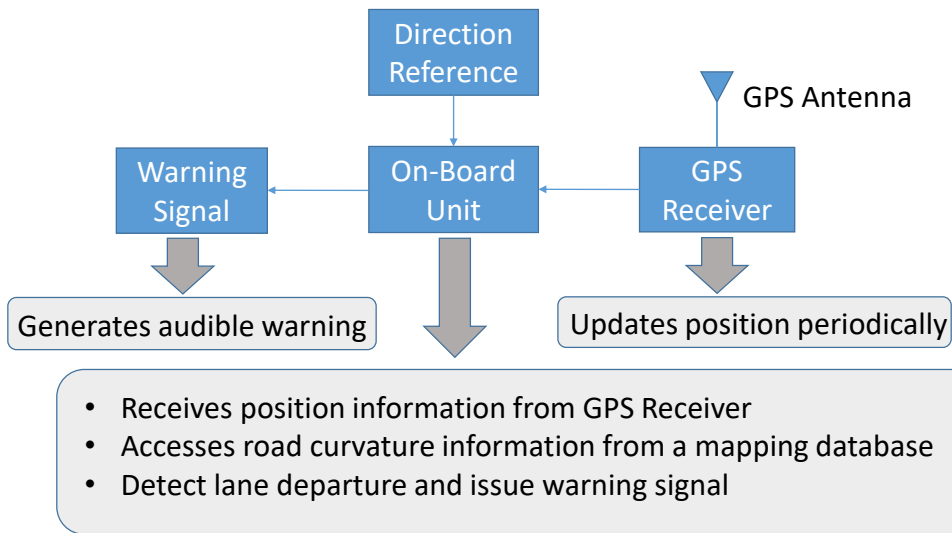 Direction
Reference
GPS Antenna
Warning
Signal
On-Board
Unit
GPS
Receiver
Generates audible warning
Updates position periodically
• Receives position information from GPS Receiver
• Accesses road curvature information from a mapping database
• Detect lane departure and issue warning signal